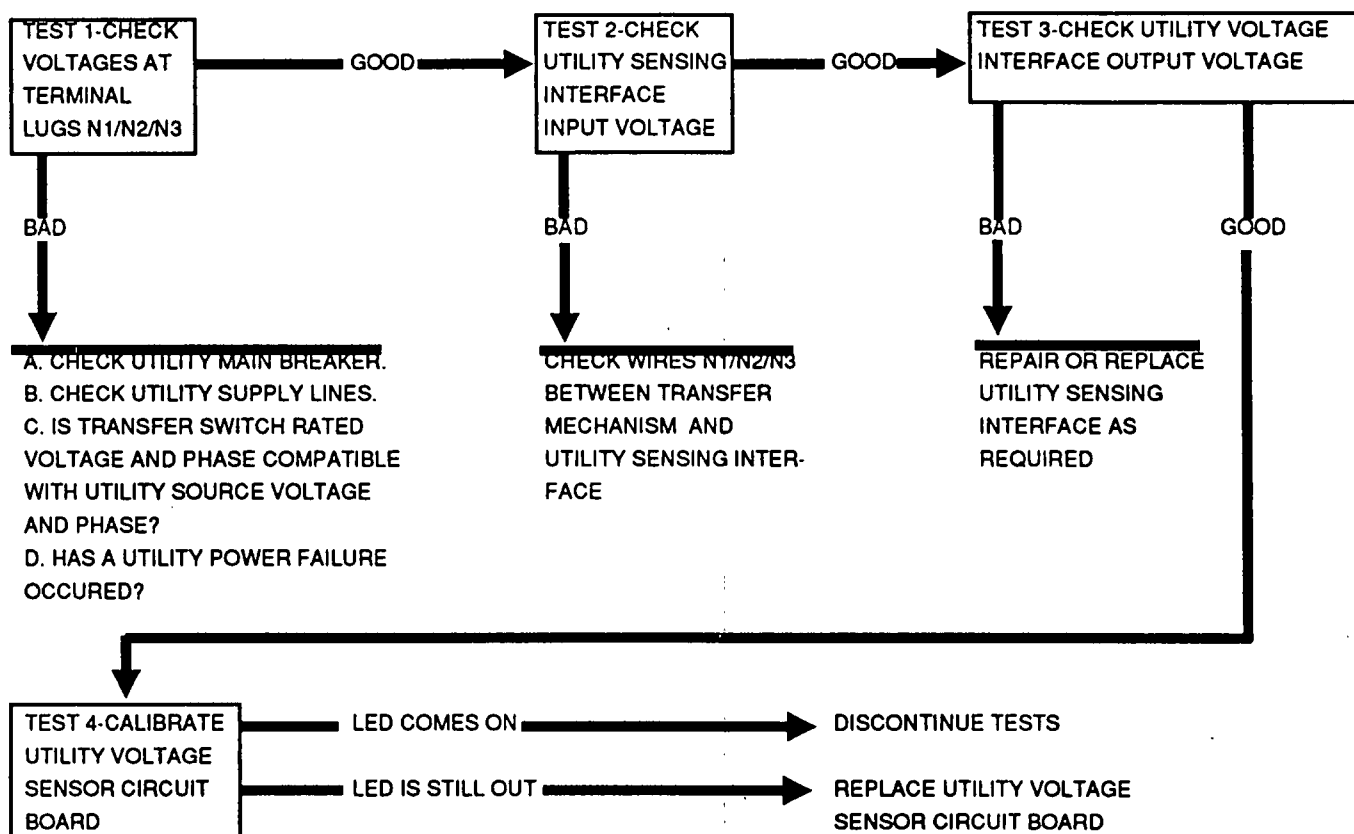 TEST 1-CHECK
VOLTAGES AT
TERMINAL
LUGS N1/N2/N3
GOOD
TEST 2-CHECK
UTILITY SENSING
INTERFACE
INPUT VOLTAGE
GOOD
TEST 3-CHECK UTILITY VOLTAGE
INTERFACE OUTPUT VOLTAGE
BAD
BAD
BAD
GOOD
A. CHECK UTILITY MAIN BREAKER.
B. CHECK UTILITY SUPPLY LINES.
C. IS TRANSFER SWITCH RATED
VOLTAGE AND PHASE COMPATIBLE
WITH UTILITY SOURCE VOLTAGE
AND PHASE?
D. HAS A UTILITY POWER FAILURE
OCCURED?
CHECK WIRES N1/N2/N3
BETWEEN TRANSFER
MECHANISM AND
UTILITY SENSING INTER-
FACE
REPAIR OR REPLACE
UTILITY SENSING
INTERFACE AS
REQUIRED
TEST 4-CALIBRATE
UTILITY VOLTAGE
SENSOR CIRCUIT
BOARD
LED COMES ON
DISCONTINUE TESTS
LED IS STILL OUT
REPLACE UTILITY VOLTAGE
SENSOR CIRCUIT BOARD